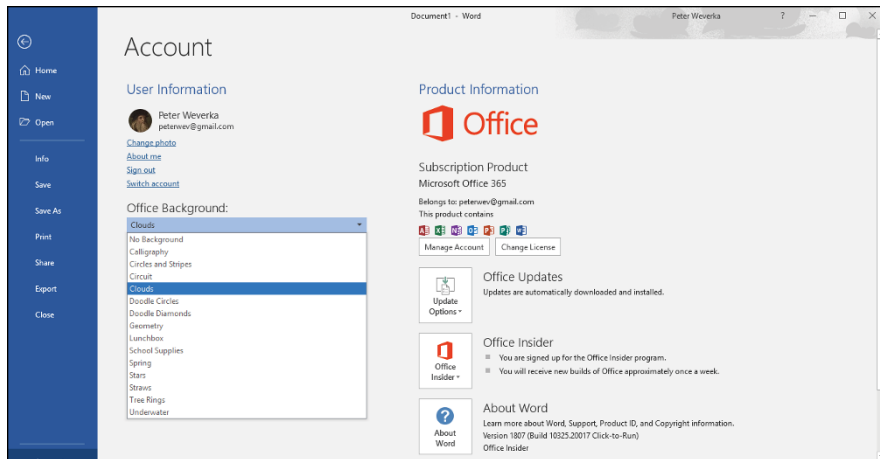 Document1 - Word
Peter Weverka
?
Home
New
Open
Info
Save
Save As
Print
Share
Export
Close
Account
User Information
Peter Weverka
peterwev@gmail.com
Change photo
About me
Sign out
Switch account
Office Background:
Clouds
No Background
Calligraphy
Circles and Stripes
Circuit
Clouds
Doodle Circles
Doodle Diamonds
Geometry
Lunchbox
School Supplies
Spring
Stars
Straws
Tree Rings
Underwater
Product Information
Office
Subscription Product
Microsoft Office 365
Belongs to: peterwev@gmail.com
This product contains
Manage Account
Change License
Update
Options
Office Updates
Updates are automatically downloaded and installed.
Office
Insider
Office Insider
You are signed up for the Office Insider program.
You will receive new builds of Office approximately once a week.
About
Word
About Word
Learn more about Word, Support, Product ID, and Copyright information.
Version 1807 (Build 10325.20017 Click-to-Run)
Office Insider